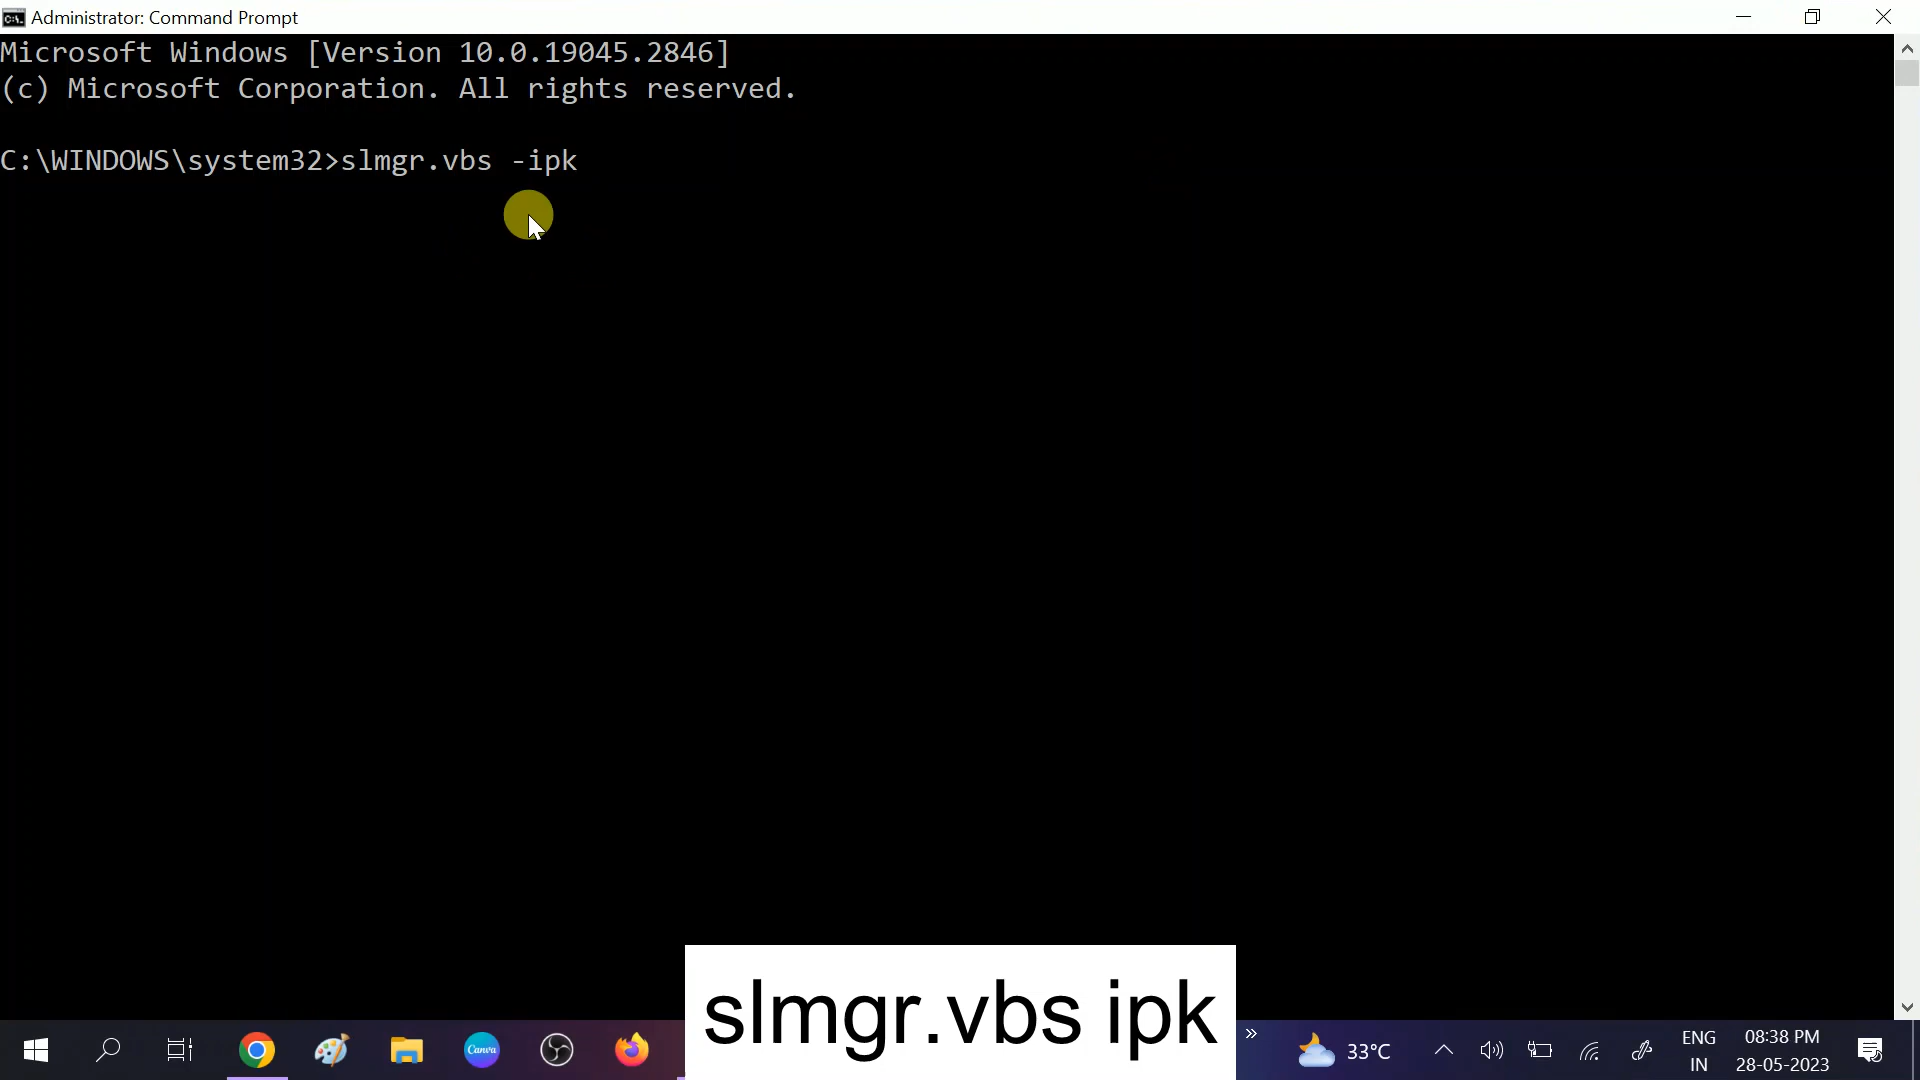 Administrator: Command Prompt
Microsoft Windows [Version 10.0.19045.2846]
(c) Microsoft Corporation. All rights reserved.
C:\WINDOWS\system32>slmgr.vbs -ipk
slmgr.vbs ipk
Canva
33°C
ENG
IN
08:38 PM
28-05-2023